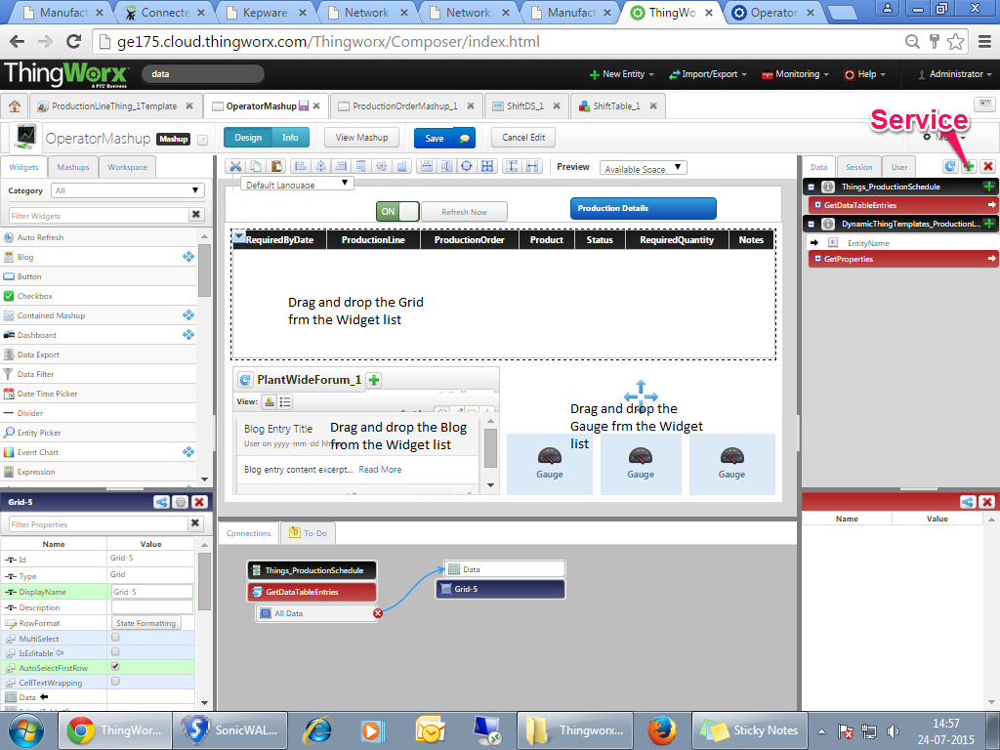 Manufact
Connecte
Kepware
Network
Network
Manufact
ThingWo
Operator
ge175.cloud.thingworx.com/Thingworx/Composer/index.html
ThingWorx
A PTC Business
data
New Entity
Import/Export
Monitoring
Help
Administrator
ProductionLineThing_1Template
OperatorMashup
ProductionOrderMashup_1
ShiftDS_1
ShiftTable_1
Service
OperatorMashup
Mashup
?
Design
Info
View Mashup
Save
Cancel Edit
Widgets
Mashups
Workspace
Preview
Available Space
Data
Session
User
Category
All
Default Language
Filter Widgets
ON
Refresh Now
Production Details
Things_ProductionSchedule
GetDataTableEntries
DynamicThingTemplates_ProductionL...
EntityName
GetProperties
Auto Refresh
Blog
Button
Checkbox
Contained Mashup
Dashboard
Data Export
Data Filter
Date Time Picker
Divider
Entity Picker
Event Chart
Expression
RequiredByDate
ProductionLine
ProductionOrder
Product
Status
RequiredQuantity
Notes
Drag and drop the Grid
frm the Widget list
PlantWideForum_1
View:
Blog Entry Title
User on yyyy-mm-dd
Drag and drop the Blog
from the Widget list
Blog entry content excerpt...
Read More
Drag and drop the
Gauge frm the Widget
list
Gauge
Gauge
Gauge
Grid-5
Filter Properties
Name
Value
Id
Grid-5
Type
Grid
DisplayName
Grid-5
Description
RowFormat
State Formatting
MultiSelect
IsEditable
AutoSelectFirstRow
CellTextWrapping
Data
Connections
To-Do
Things_ProductionSchedule
GetDataTableEntries
All Data
Data
Grid-5
Name
Value
ThingWor...
SonicWAL...
Thingworx...
Sticky Notes
14:57
24-07-2015